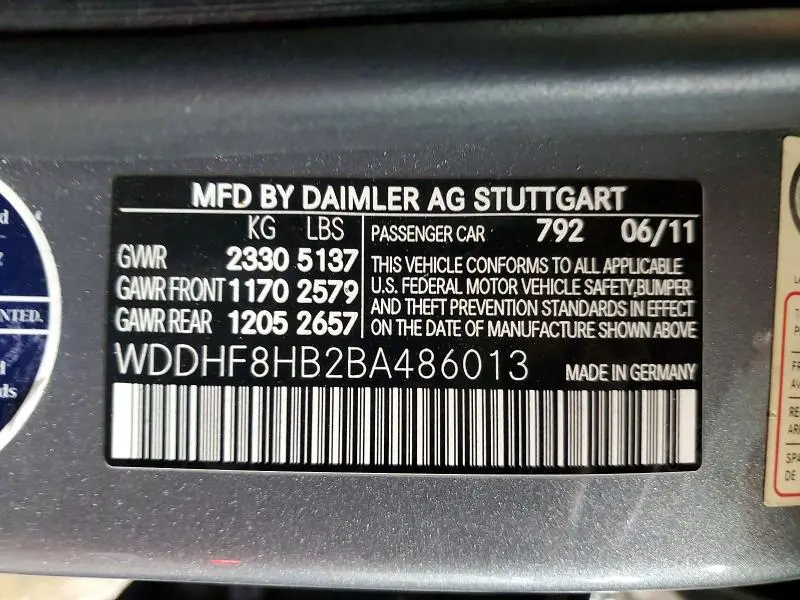 MFD BY DAIMLER AG STUTTGART
KG LBS
GVWR 2330 5137
GAWR FRONT 1170 2579
GAWR REAR 1205 2657
PASSENGER CAR 792 06/11
THIS VEHICLE CONFORMS TO ALL APPLICABLE
U.S. FEDERAL MOTOR VEHICLE SAFETY,BUMPER
AND THEFT PREVENTION STANDARDS IN EFFECT
ON THE DATE OF MANUFACTURE SHOWN ABOVE
WDDHF8HB2BA486013 MADE IN GERMANY